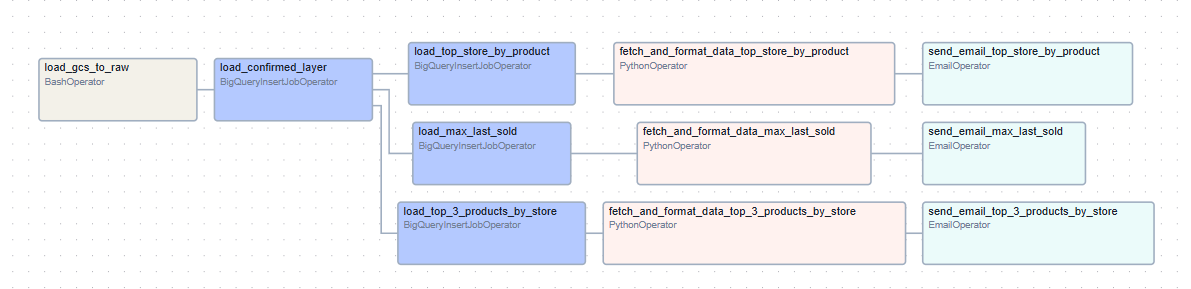 load_gcs_to_raw
BashOperator
load_confirmed_layer
BigQueryInsertJobOperator
load_top_store_by_product
BigQueryInsertJobOperator
fetch_and_format_data_top_store_by_product
PythonOperator
send_email_top_store_by_product
EmailOperator
load_max_last_sold
BigQueryInsertJobOperator
fetch_and_format_data_max_last_sold
PythonOperator
send_email_max_last_sold
EmailOperator
load_top_3_products_by_store
BigQueryInsertJobOperator
fetch_and_format_data_top_3_products_by_store
PythonOperator
send_email_top_3_products_by_store
EmailOperator